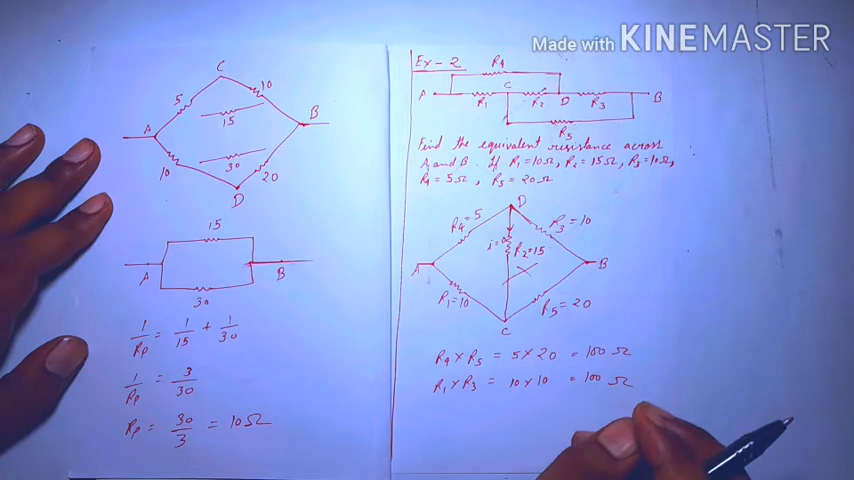 Made with KINEMASTER
C
5
10
15
A
B
10
30
20
D
15
A
B
30
1/Rp = 1/15 + 1/30
1/Rp = 3/30
Rp = 30/3 = 10Ω
Ex-2
R4
A
R1
C
R2
D
R3
B
R5
Find the equivalent resistance across
A and B. If R1=10Ω, R2=15Ω, R3=10Ω,
R4=5Ω, R5=20Ω
D
R4=5
R3=10
i=0
R2=15
A
B
R1=10
R5=20
C
R4×R5 = 5×20 = 100 Ω
R1×R3 = 10×10 = 100 Ω